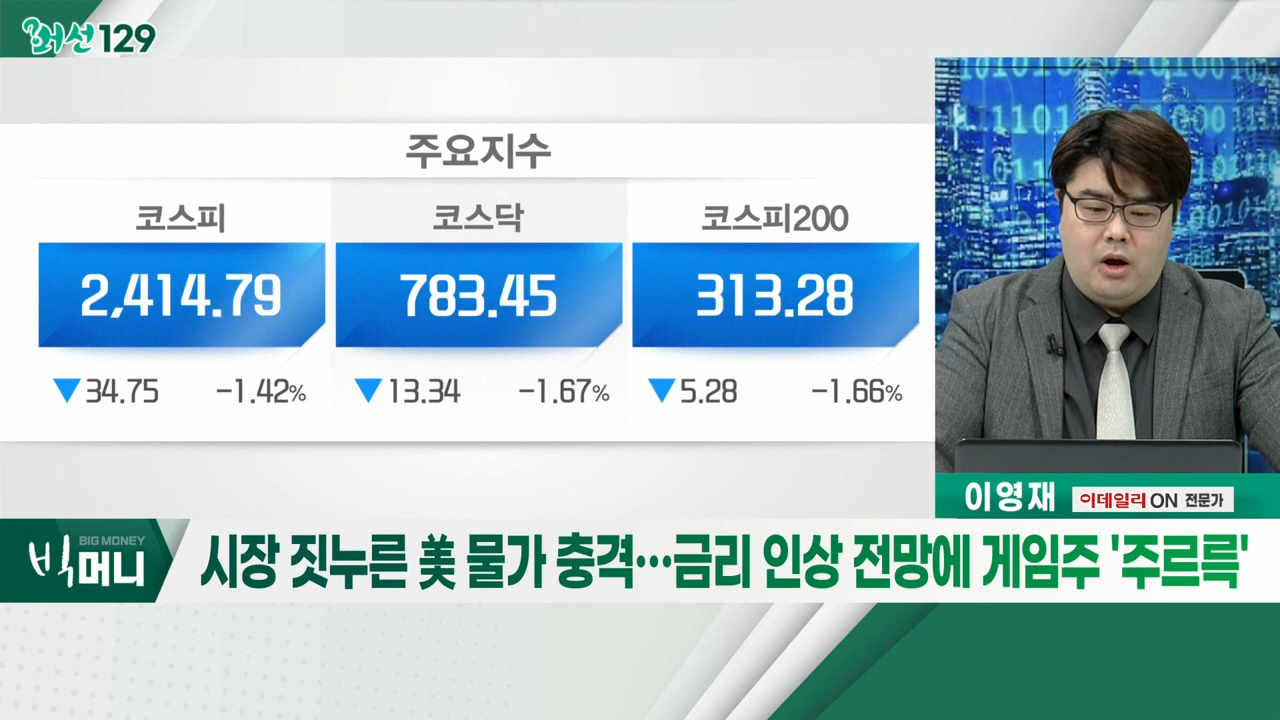 최선129
주요지수
코스피 코스닥 코스피200
2,414.79 783.45 313.28
▼34.75 -1.42% ▼13.34 -1.67% ▼5.28 -1.66%
이영재 이데일리 ON 전문가
BIG MONEY
빅머니
시장 짓누른 美 물가 충격…금리 인상 전망에 게임주 '주르륵'